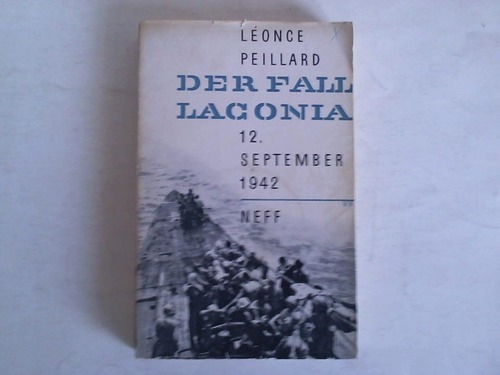 LÉONCE
PEILLARD
DER FALL
LACONIA
12.
SEPTEMBER
1942
NEFF